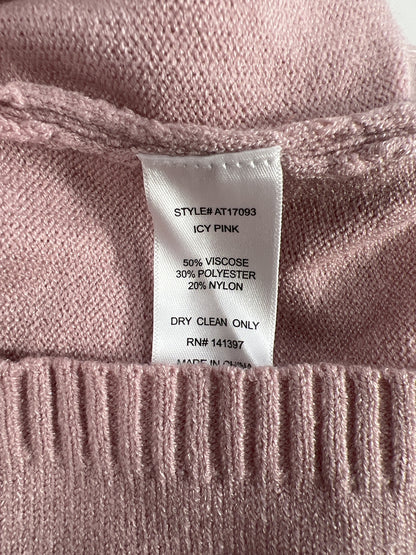 STYLE# AT17093
ICY PINK
50% VISCOSE
30% POLYESTER
20% NYLON
DRY CLEAN ONLY
RN# 141397
MADE IN CHINA